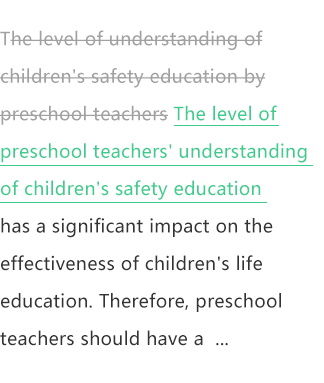 The level of understanding of
children's safety education by
preschool teachers The level of
preschool teachers' understanding
of children's safety education
has a significant impact on the
effectiveness of children's life
education. Therefore, preschool
teachers should have a ...